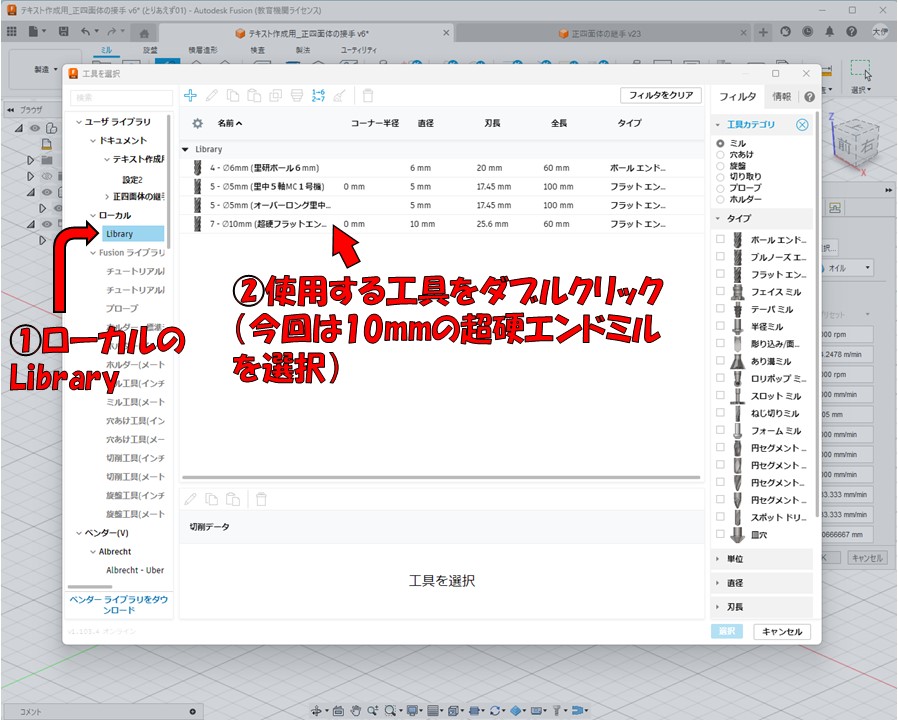 テキスト作成用_正四面体の接手 v6* (とりあえず01) - Autodesk Fusion (教育機関ライセンス)
テキスト作成用_正四面体の接手 v6*
正四面体の継手 v23
大伊
ミル
旋盤
積層造形
検査
製法
ユーティリティ
製造
選択
ブラウザ
工具を選択
検索
ユーザ ライブラリ
ドキュメント
テキスト作成用
設定2
正四面体の継手
ローカル
Library
Fusion ライブラリ
チュートリアル
チュートリアル
プローブ
ホルダー(メート
ミル工具(インチ
ミル工具(メート
穴あけ工具(イン
穴あけ工具(メー
切削工具(インチ
切削工具(メート
旋盤工具(インチ
旋盤工具(メート
ベンダー(V)
Albrecht
Albrecht - Uber
ベンダー ライブラリをダウ
ンロード
フィルタをクリア
名前
コーナー半径
直径
刃長
全長
タイプ
Library
4 - ∅6mm (里研ボール6mm)
6 mm
20 mm
60 mm
ボール エンド...
5 - ∅5mm (里中5軸MC1号機)
0 mm
5 mm
17.45 mm
100 mm
フラット エン...
5 - ∅5mm (オーバーロング里中...
5 mm
17.45 mm
100 mm
フラット エン...
7 - ∅10mm (超硬フラットエン...
0 mm
10 mm
25.6 mm
60 mm
フラット エン...
①ローカルの
Library
②使用する工具をダブルクリック
(今回は10mmの超硬エンドミル
を選択)
切削データ
工具を選択
フィルタ
情報
工具カテゴリ
ミル
穴あけ
旋盤
切り取り
プローブ
ホルダー
タイプ
ボール エンド...
ブルノーズ エ...
フラット エン...
フェイス ミル
テーパ ミル
半径ミル
彫り込み/面...
あり溝ミル
ロリポップ ミ...
スロット ミル
ねじ切りミル
フォーム ミル
円セグメント ...
円セグメント ...
円セグメント...
円セグメント ...
スポット ドリ...
皿穴
単位
直径
刃長
選択
キャンセル
オイル
キャンセル
コメント
Z
X
前
右